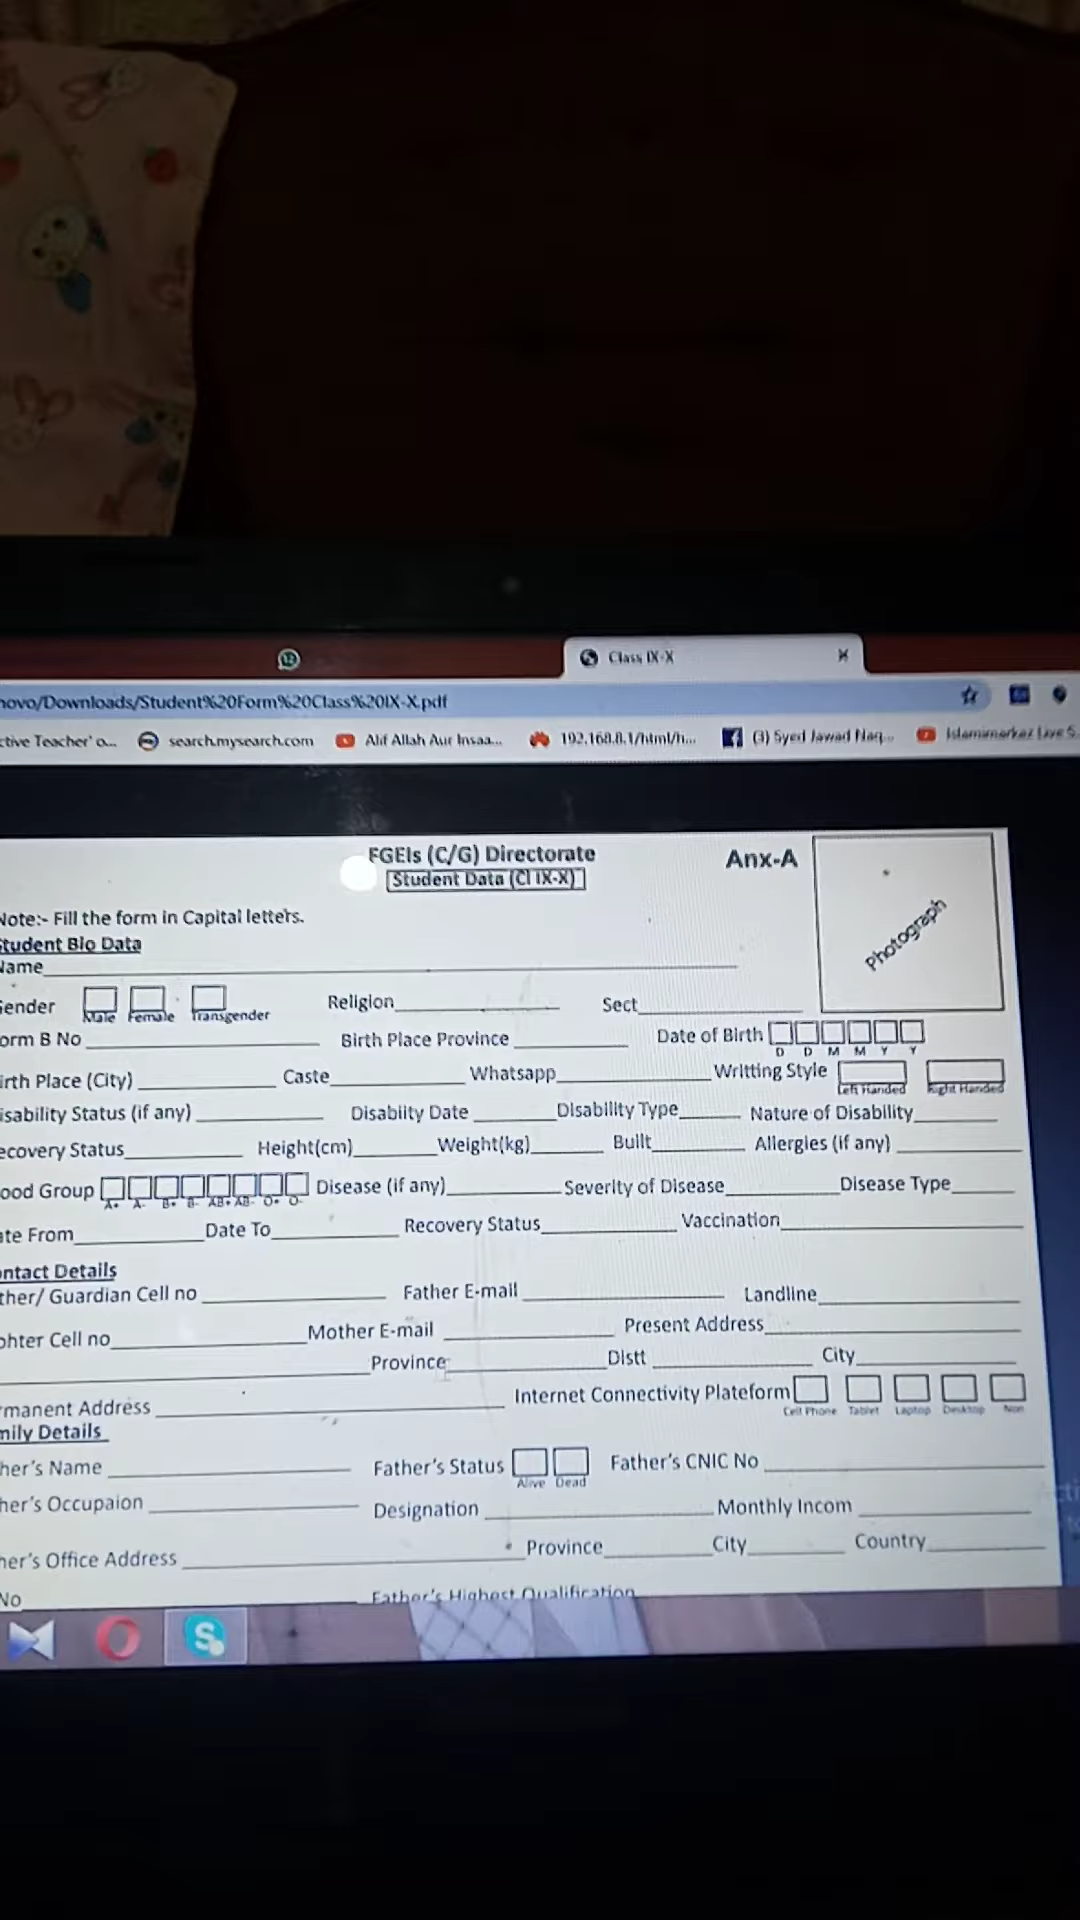 12
Class IX-X
novo/Downloads/Student%20Form%20Class%20IX-X.pdf
ctive Teacher' o... search.mysearch.com Alif Allah Aur Insaa... 192.168.8.1/html/h... (3) Syed Jawad Naq... Islamimarkaz Live S
FGEIs (C/G) Directorate Anx-A
Student Data (Cl IX-X)
Photograph
Note:- Fill the form in Capital letters.
Student Bio Data
Name
Gender Male Female Transgender Religion Sect
orm B No Birth Place Province Date of Birth D D M M Y Y
irth Place (City) Caste Whatsapp Writting Style Left Handed Right Handed
isability Status (if any) Disabiity Date Disability Type Nature of Disability
ecovery Status Height(cm) Weight(kg) Built Allergies (if any)
ood Group A+ A- B+ B- AB+ AB- O+ O- Disease (if any) Severity of Disease Disease Type
ate From Date To Recovery Status Vaccination
ntact Details
ther/ Guardian Cell no Father E-mail Landline
ohter Cell no Mother E-mail Present Address
Province Distt City
rmanent Address Internet Connectivity Plateform Cell Phone Tablet Laptop Desktop Non
mily Details
her's Name Father's Status Alive Dead Father's CNIC No
her's Occupaion Designation Monthly Incom
her's Office Address Province City Country
No Father's Highest Qualification
S